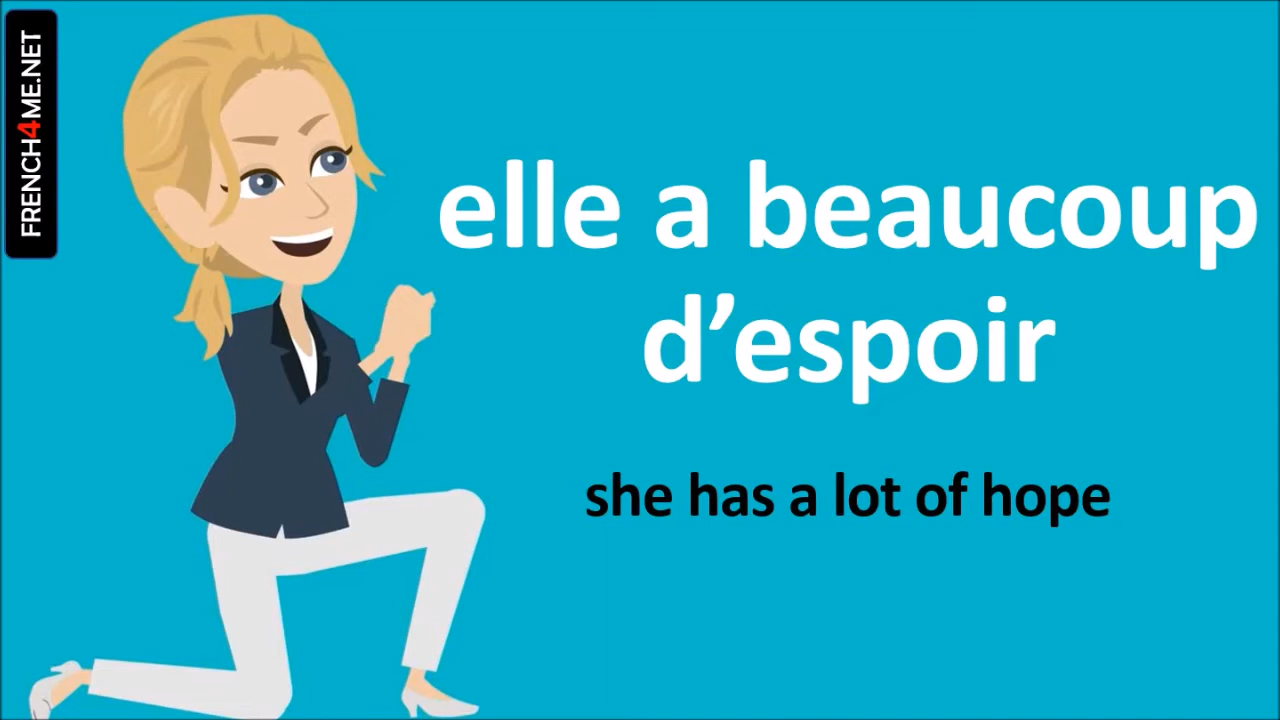 FRENCH4ME.NET
elle a beaucoup
d’espoir
she has a lot of hope